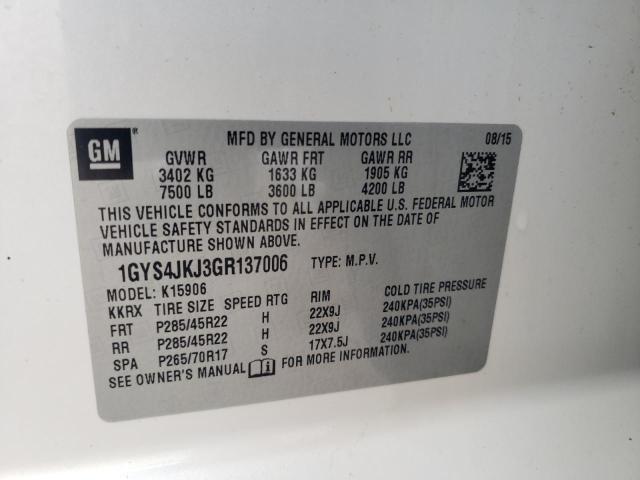 GM ®
MFD BY GENERAL MOTORS LLC 08/15
GVWR GAWR FRT GAWR RR
3402 KG 1633 KG 1905 KG
7500 LB 3600 LB 4200 LB
THIS VEHICLE CONFORMS TO ALL APPLICABLE U.S. FEDERAL MOTOR
VEHICLE SAFETY STANDARDS IN EFFECT ON THE DATE OF
MANUFACTURE SHOWN ABOVE.
1GYS4JKJ3GR137006 TYPE: M.P.V.
MODEL: K15906
KKRX TIRE SIZE SPEED RTG RIM COLD TIRE PRESSURE
FRT P285/45R22 H 22X9J 240KPA(35PSI)
RR P285/45R22 H 22X9J 240KPA(35PSI)
SPA P265/70R17 S 17X7.5J 240KPA(35PSI)
SEE OWNER'S MANUAL